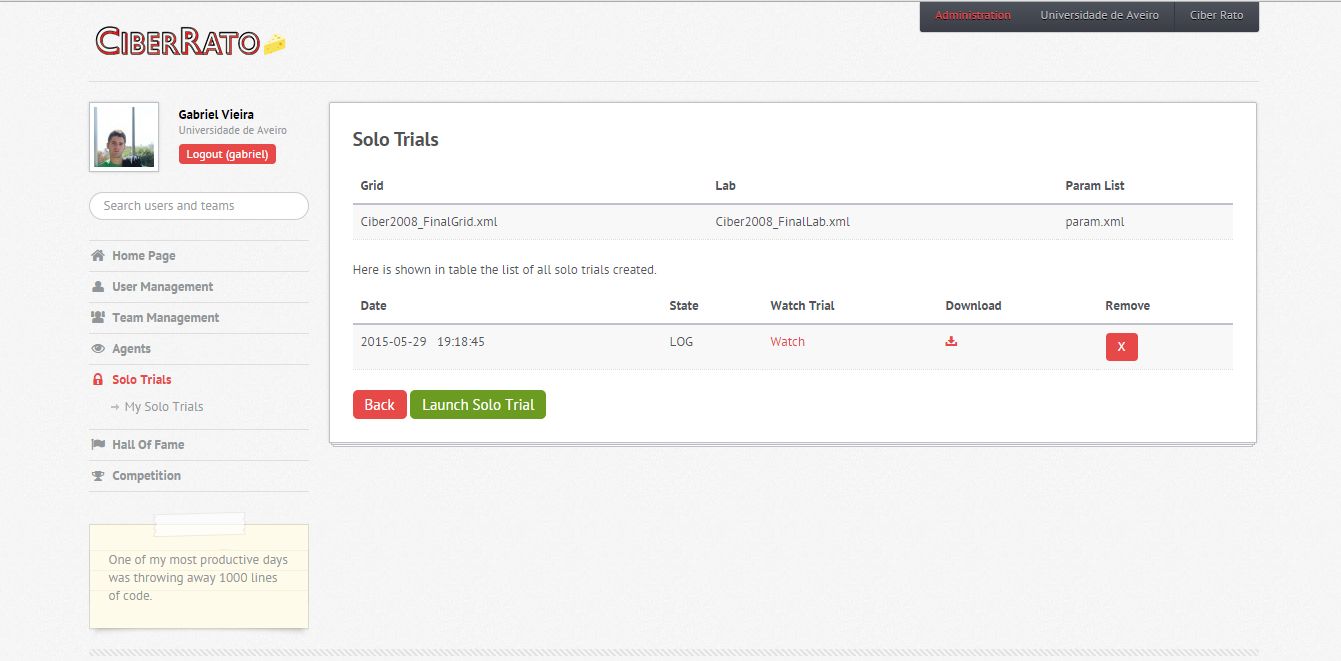 Administration Universidade de Aveiro Ciber Rato
CIBERRATO
Gabriel Vieira
Universidade de Aveiro
Logout (gabriel)
Search users and teams
Home Page
User Management
Team Management
Agents
Solo Trials
My Solo Trials
Hall Of Fame
Competition
One of my most productive days
was throwing away 1000 lines
of code.
Solo Trials
Grid Lab Param List
Ciber2008_FinalGrid.xml Ciber2008_FinalLab.xml param.xml
Here is shown in table the list of all solo trials created.
Date State Watch Trial Download Remove
2015-05-29 19:18:45 LOG Watch X
Back Launch Solo Trial